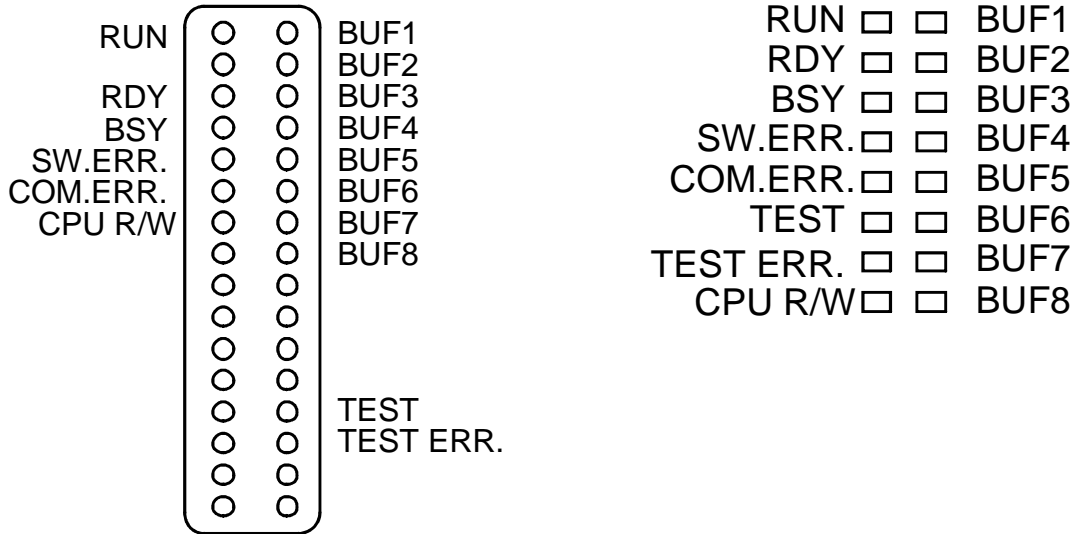 RUN BUF1
BUF2
RDY BUF3
BSY BUF4
SW.ERR. BUF5
COM.ERR. BUF6
CPU R/W BUF7
BUF8
TEST
TEST ERR.
RUN BUF1
RDY BUF2
BSY BUF3
SW.ERR. BUF4
COM.ERR. BUF5
TEST BUF6
TEST ERR. BUF7
CPU R/W BUF8